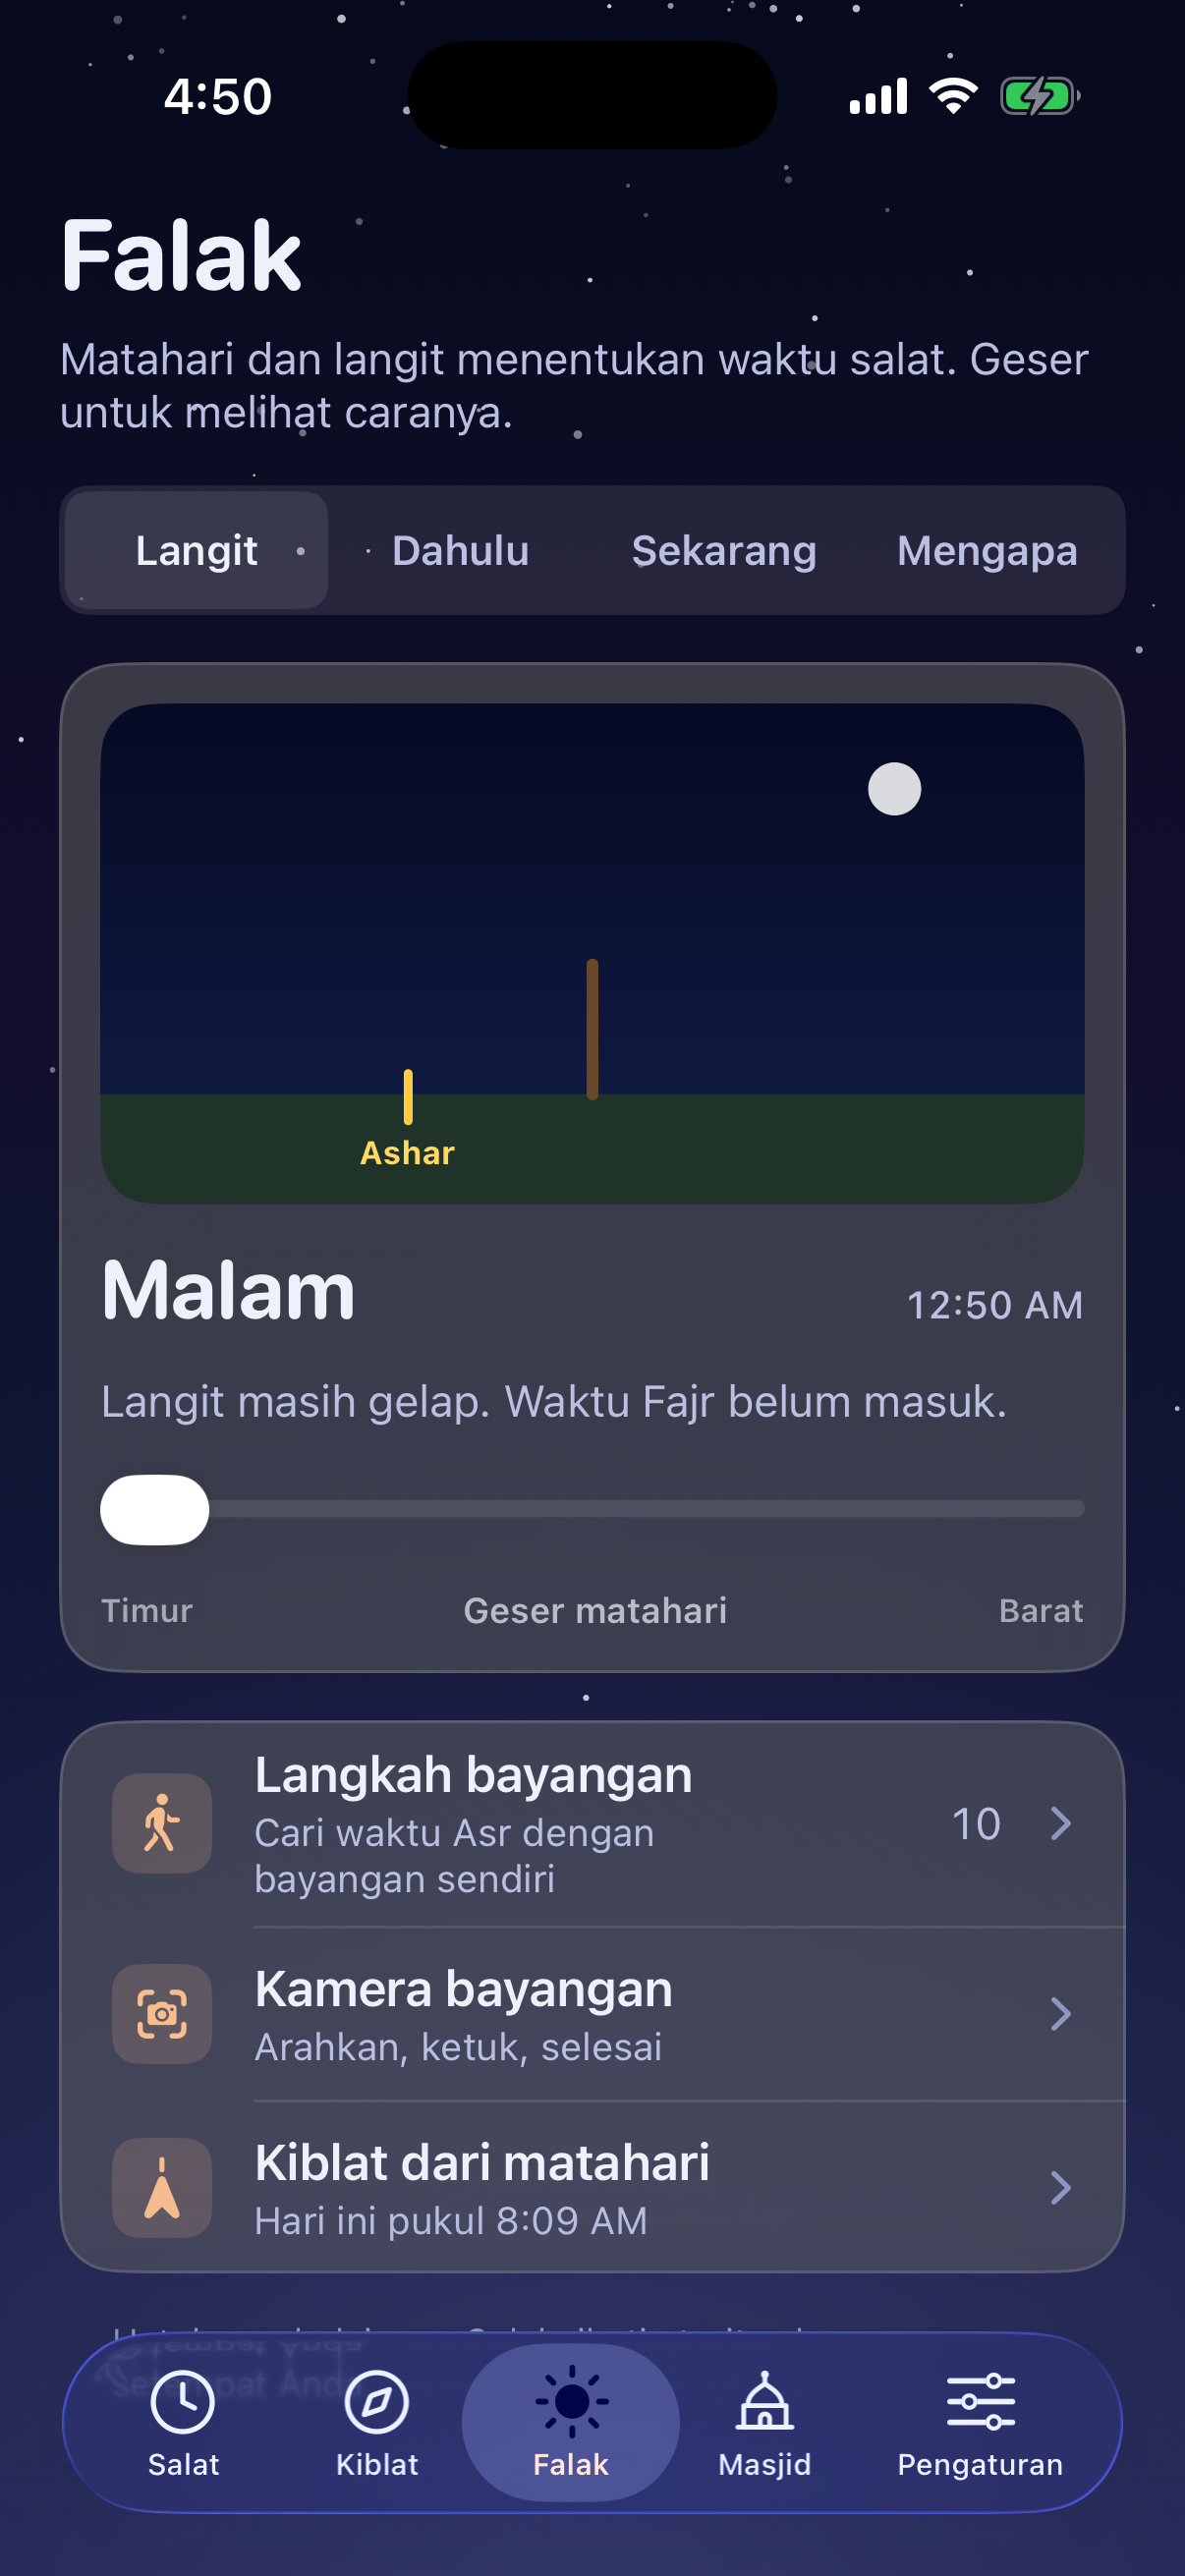 4:50
Falak
Matahari dan langit menentukan waktu salat. Geser
untuk melihat caranya.
Langit
Dahulu
Sekarang
Mengapa
Ashar
Malam
12:50 AM
Langit masih gelap. Waktu Fajr belum masuk.
Timur
Geser matahari
Barat
Langkah bayangan
Cari waktu Asr dengan
bayangan sendiri
10
Kamera bayangan
Arahkan, ketuk, selesai
Kiblat dari matahari
Hari ini pukul 8:09 AM
Salat
Kiblat
Falak
Masjid
Pengaturan